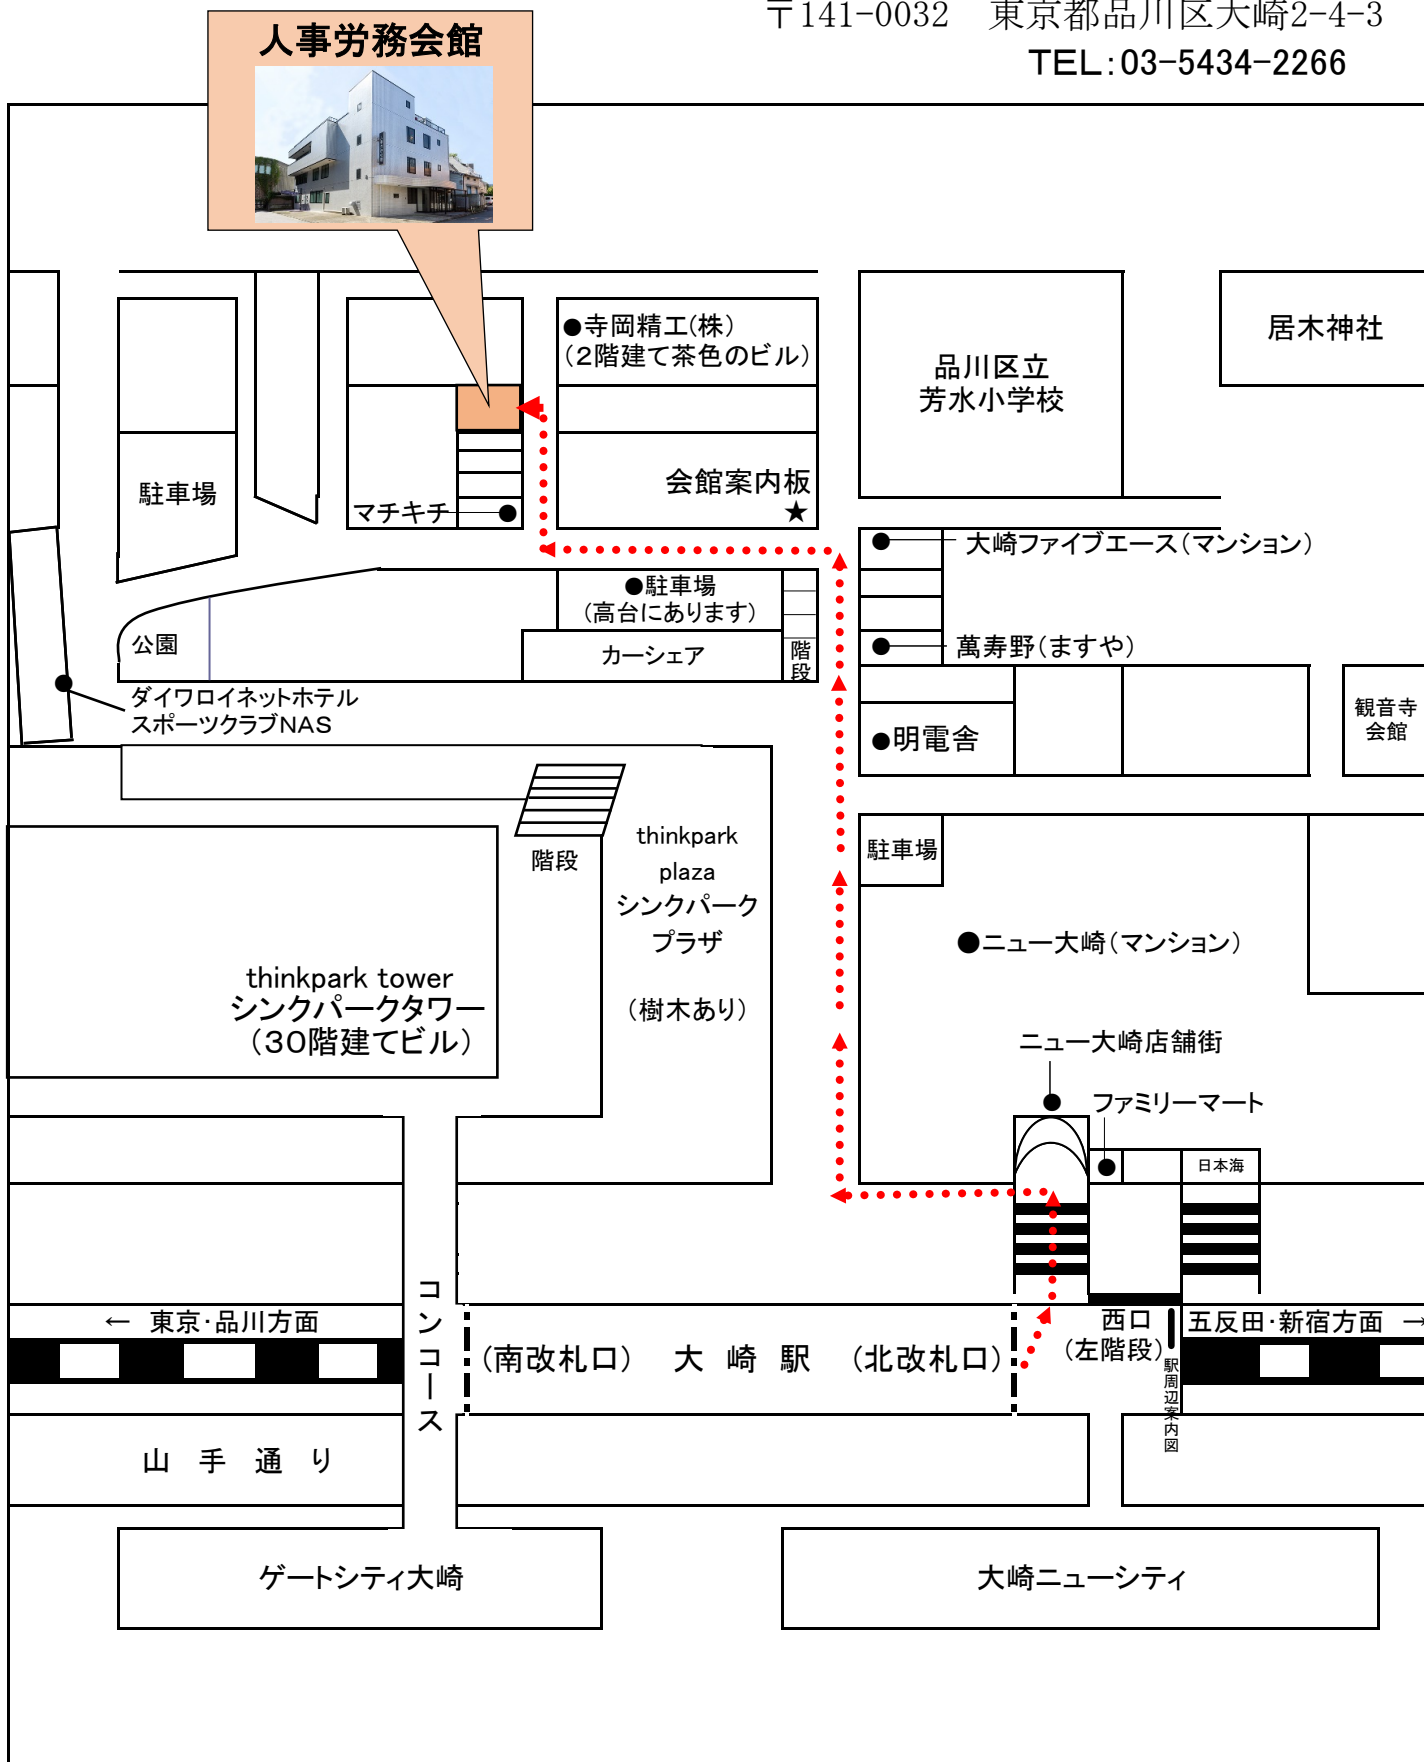 〒141-0032　東京都品川区大崎2-4-3
TEL:03-5434-2266
人事労務会館
●寺岡精工(株)
(2階建て茶色のビル)
品川区立
芳水小学校
居木神社
駐車場
マチキチ
会館案内板
★
大崎ファイブエース(マンション)
●駐車場
(高台にあります)
カーシェア
階段
公園
萬寿野(ますや)
ダイワロイネットホテル
スポーツクラブNAS
●明電舎
観音寺
会館
階段
thinkpark
plaza
シンクパーク
プラザ
(樹木あり)
駐車場
●ニュー大崎(マンション)
thinkpark tower
シンクパークタワー
(30階建てビル)
ニュー大崎店舗街
ファミリーマート
日本海
コンコース
← 東京・品川方面
(南改札口)　大 崎 駅　(北改札口)
西口
(左階段)
五反田・新宿方面 →
駅周辺案内図
山 手 通 り
ゲートシティ大崎
大崎ニューシティ